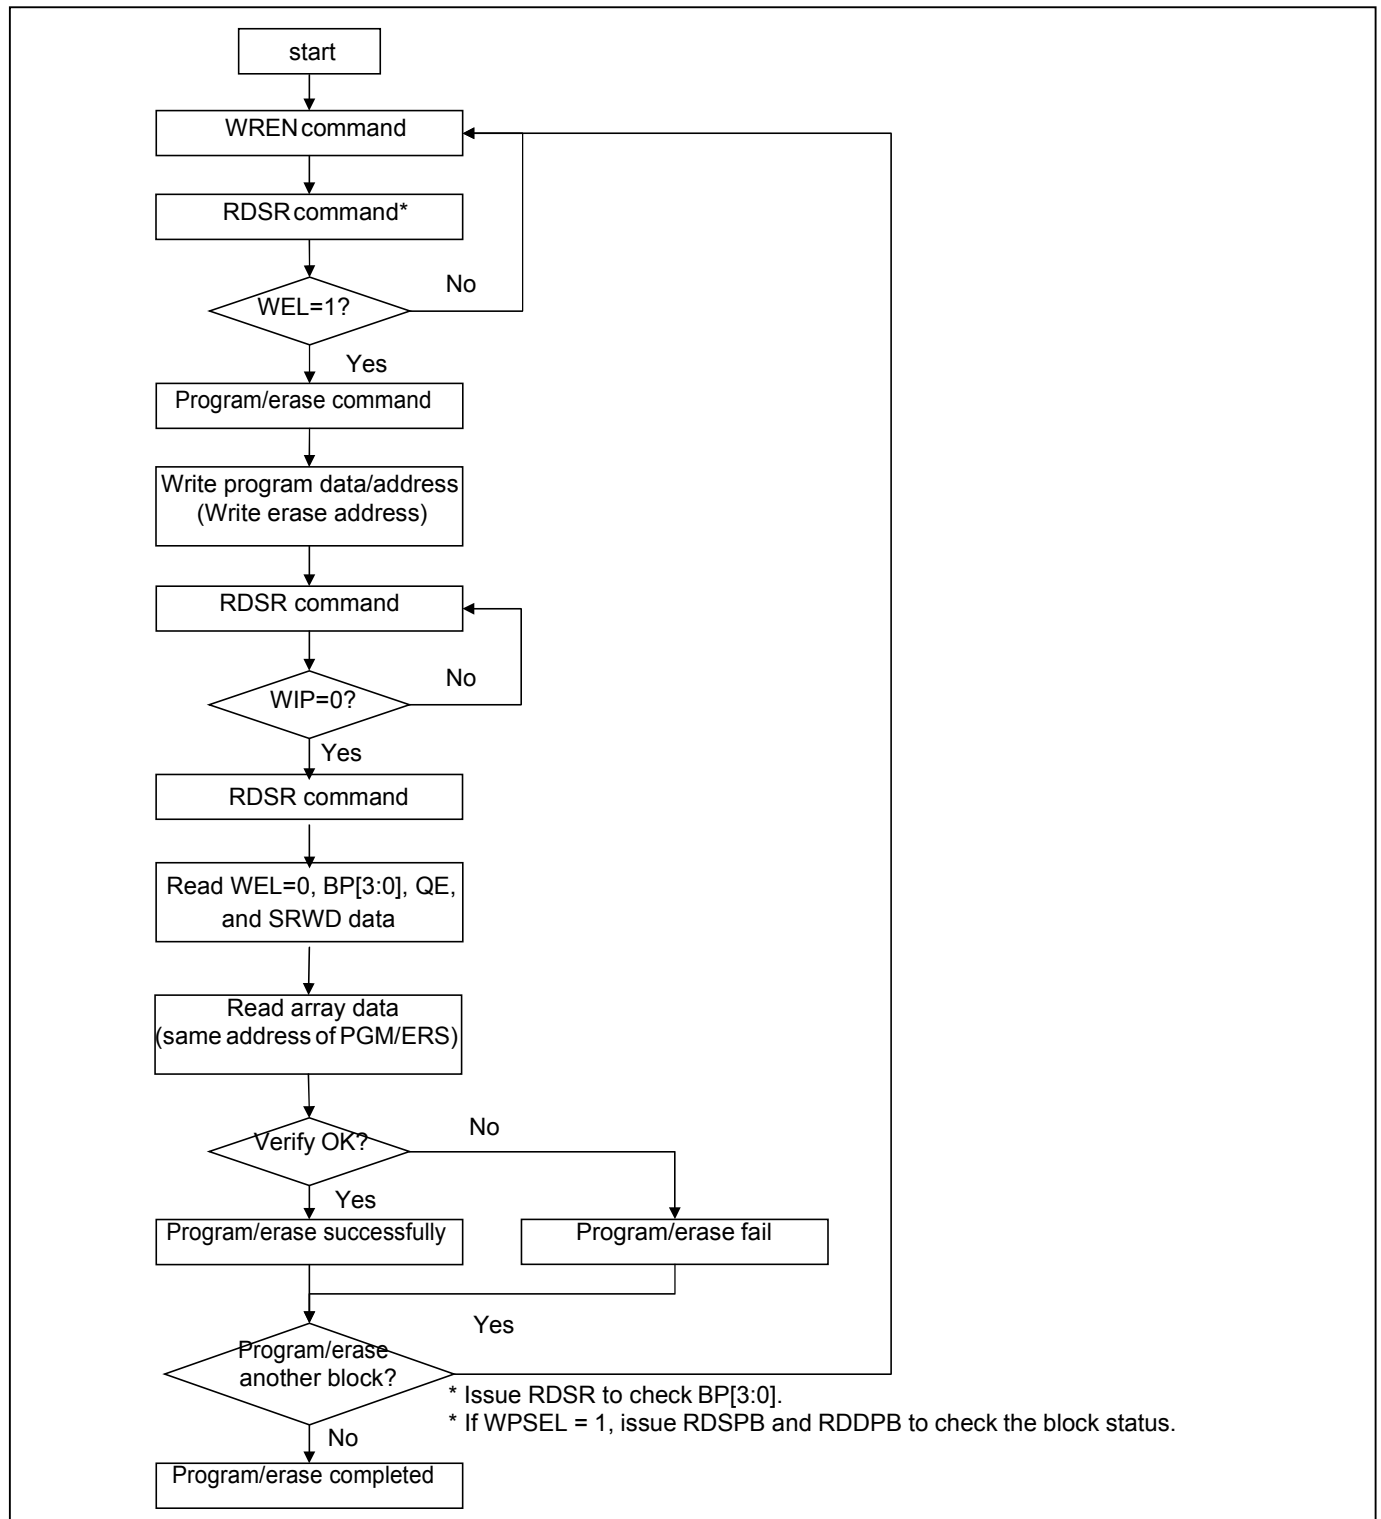 start
WREN command
RDSR command*
No
WEL=1?
Yes
Program/erase command
Write program data/address
(Write erase address)
RDSR command
No
WIP=0?
Yes
RDSR command
Read WEL=0, BP[3:0], QE,
and SRWD data
Read array data
(same address of PGM/ERS)
No
Verify OK?
Yes
Program/erase successfully
Program/erase fail
Yes
Program/erase
another block?
* Issue RDSR to check BP[3:0].
* If WPSEL = 1, issue RDSPB and RDDPB to check the block status.
No
Program/erase completed